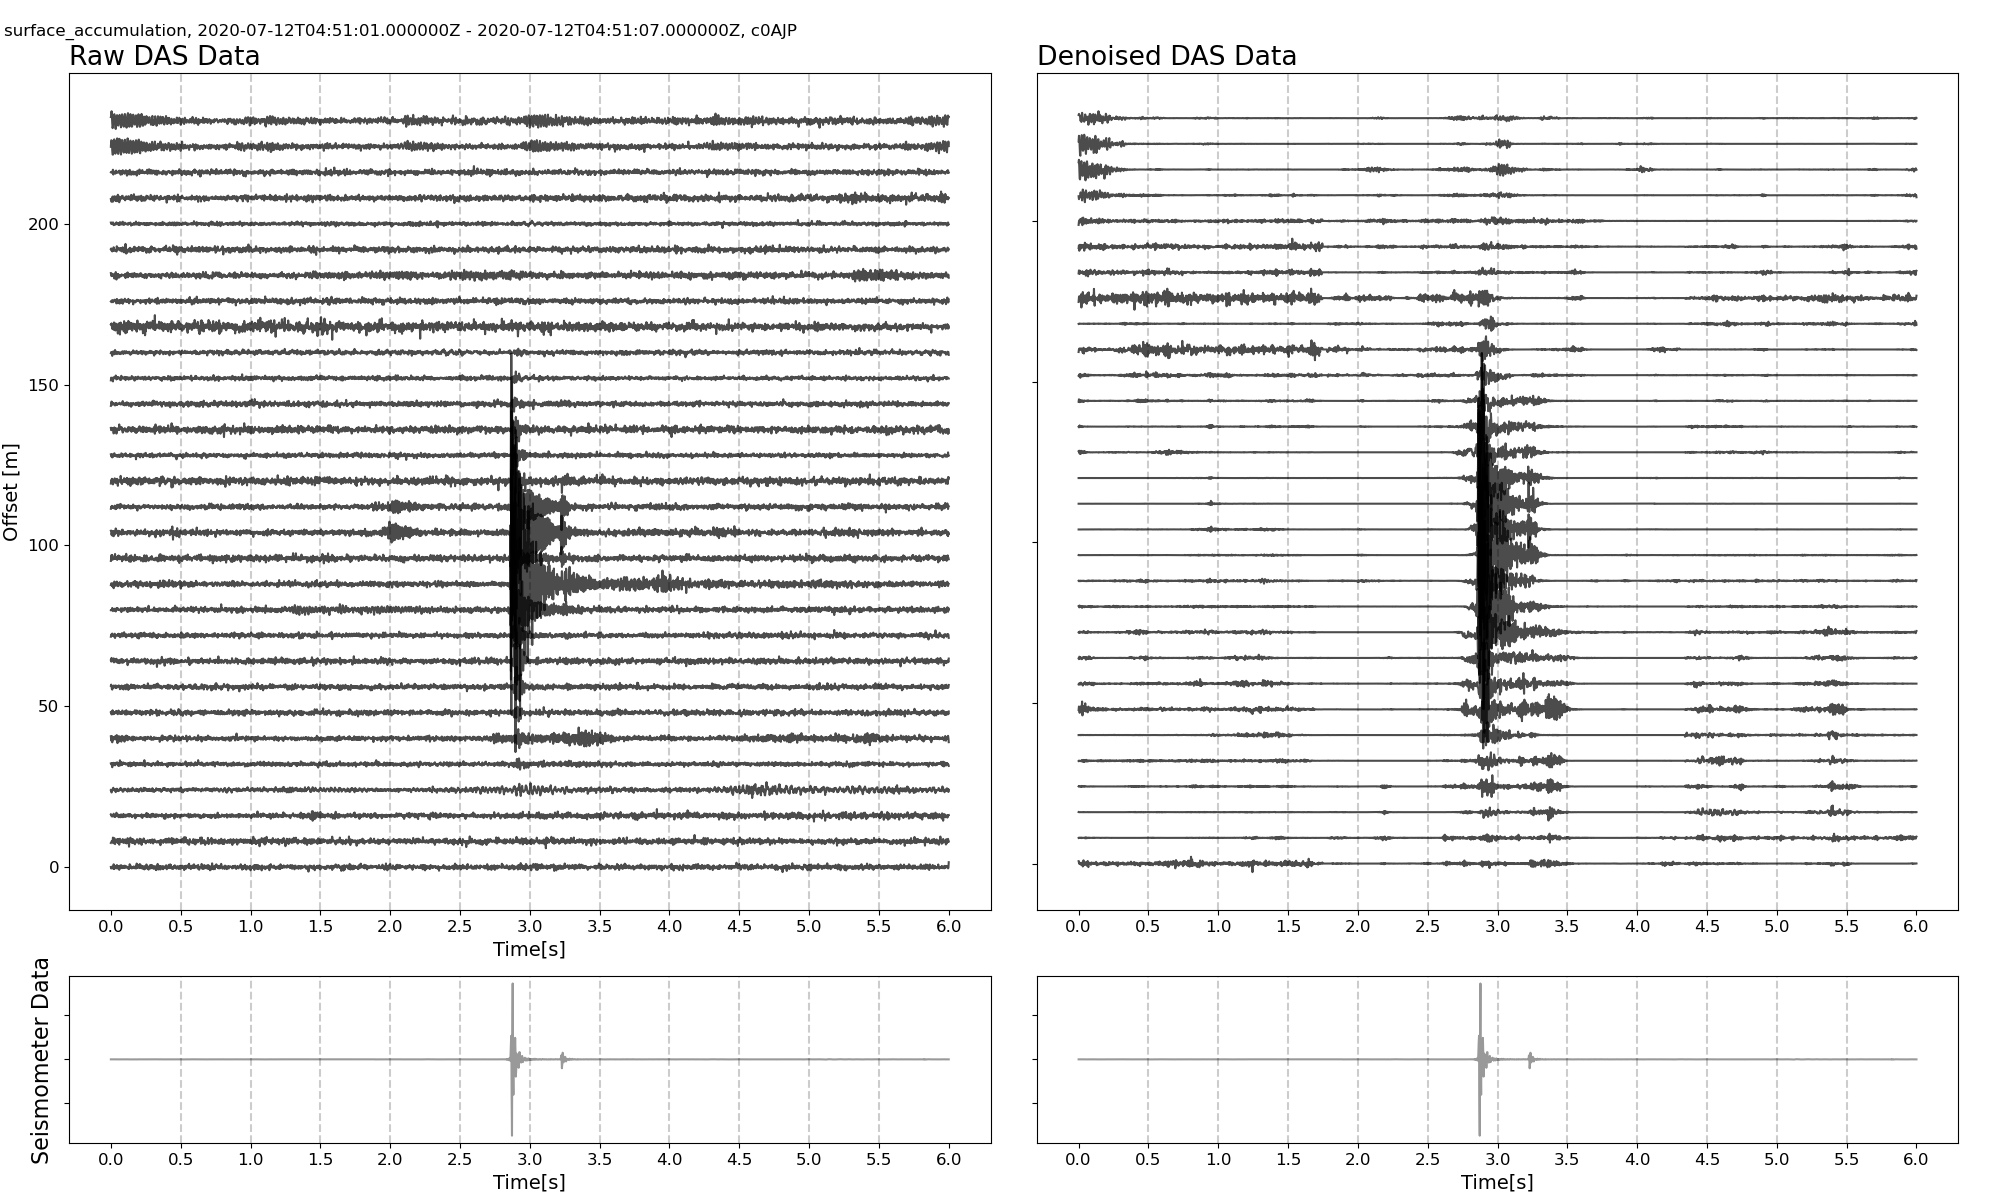 surface_accumulation, 2020-07-12T04:51:01.000000Z - 2020-07-12T04:51:07.000000Z, c0AJP
Raw DAS Data
Denoised DAS Data
Offset [m]
200
150
100
50
0
0.0 0.5 1.0 1.5 2.0 2.5 3.0 3.5 4.0 4.5 5.0 5.5 6.0
Time[s]
0.0 0.5 1.0 1.5 2.0 2.5 3.0 3.5 4.0 4.5 5.0 5.5 6.0
Seismometer Data
0.0 0.5 1.0 1.5 2.0 2.5 3.0 3.5 4.0 4.5 5.0 5.5 6.0
Time[s]
0.0 0.5 1.0 1.5 2.0 2.5 3.0 3.5 4.0 4.5 5.0 5.5 6.0
Time[s]